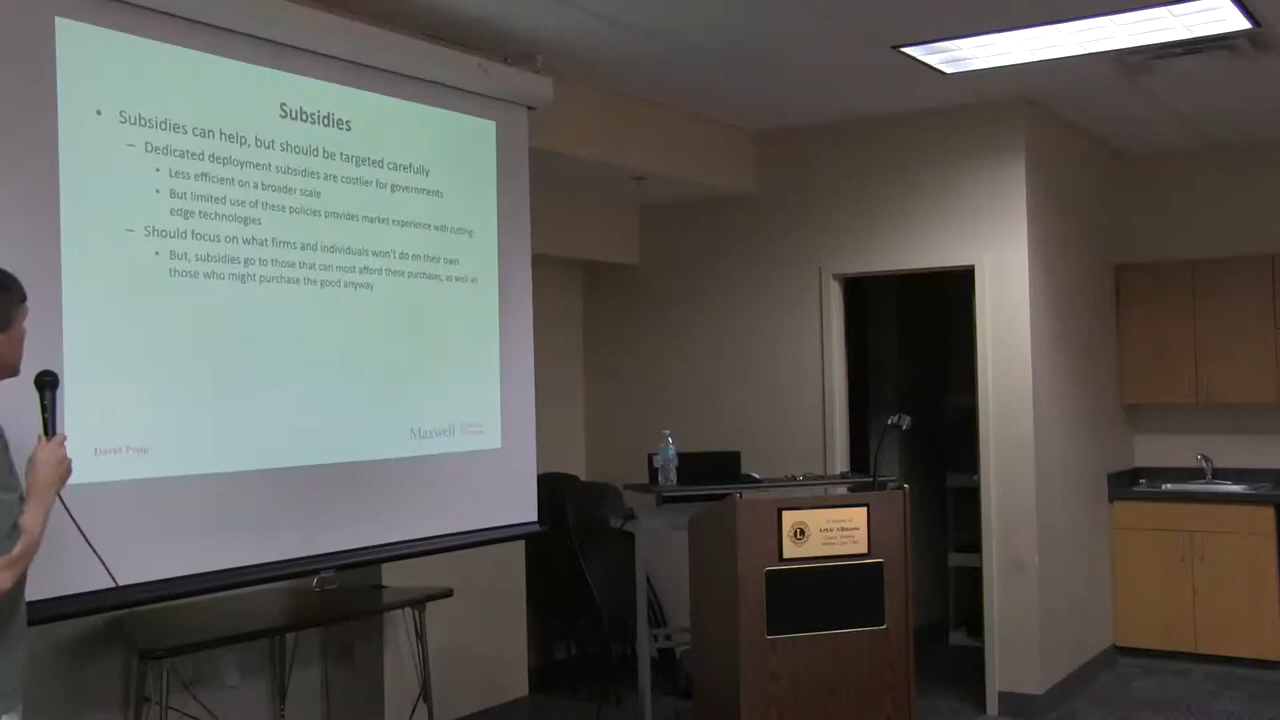 Subsidies
• Subsidies can help, but should be targeted carefully
– Dedicated deployment subsidies are costlier for governments
• Less efficient on a broader scale
• But limited use of these policies provides market experience with cutting-
edge technologies
– Should focus on what firms and individuals won't do on their own
• But, subsidies go to those that can most afford these purchases, as well as
those who might purchase the good anyway
David Popp
Maxwell
L